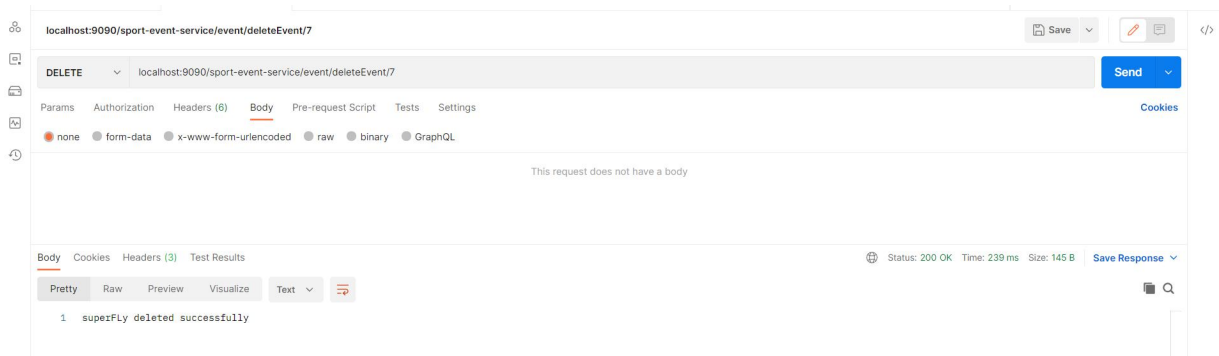 localhost:9090/sport-event-service/event/deleteEvent/7
Save
</>
DELETE localhost:9090/sport-event-service/event/deleteEvent/7 Send
Params Authorization Headers (6) Body Pre-request Script Tests Settings Cookies
none form-data x-www-form-urlencoded raw binary GraphQL
This request does not have a body
Body Cookies Headers (3) Test Results Status: 200 OK Time: 239 ms Size: 145 B Save Response
Pretty Raw Preview Visualize Text
1 superFLy deleted successfully